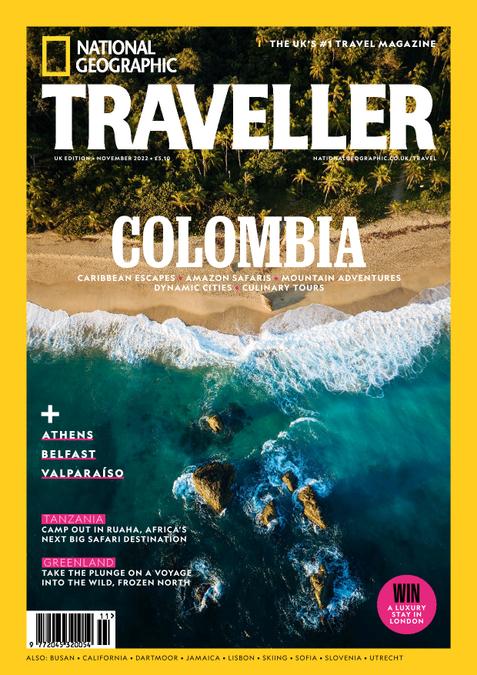 NATIONAL
GEOGRAPHIC
THE UK'S #1 TRAVEL MAGAZINE
TRAVELLER
UK EDITION • NOVEMBER 2022 • £5.10
NATIONALGEOGRAPHIC.CO.UK/TRAVEL
COLOMBIA
CARIBBEAN ESCAPES • AMAZON SAFARIS • MOUNTAIN ADVENTURES
DYNAMIC CITIES • CULINARY TOURS
+
ATHENS
BELFAST
VALPARAÍSO
TANZANIA
CAMP OUT IN RUAHA, AFRICA'S
NEXT BIG SAFARI DESTINATION
GREENLAND
TAKE THE PLUNGE ON A VOYAGE
INTO THE WILD, FROZEN NORTH
WIN
A LUXURY
STAY IN
LONDON
11>
9 772045 320054
ALSO: BUSAN • CALIFORNIA • DARTMOOR • JAMAICA • LISBON • SKIING • SOFIA • SLOVENIA • UTRECHT